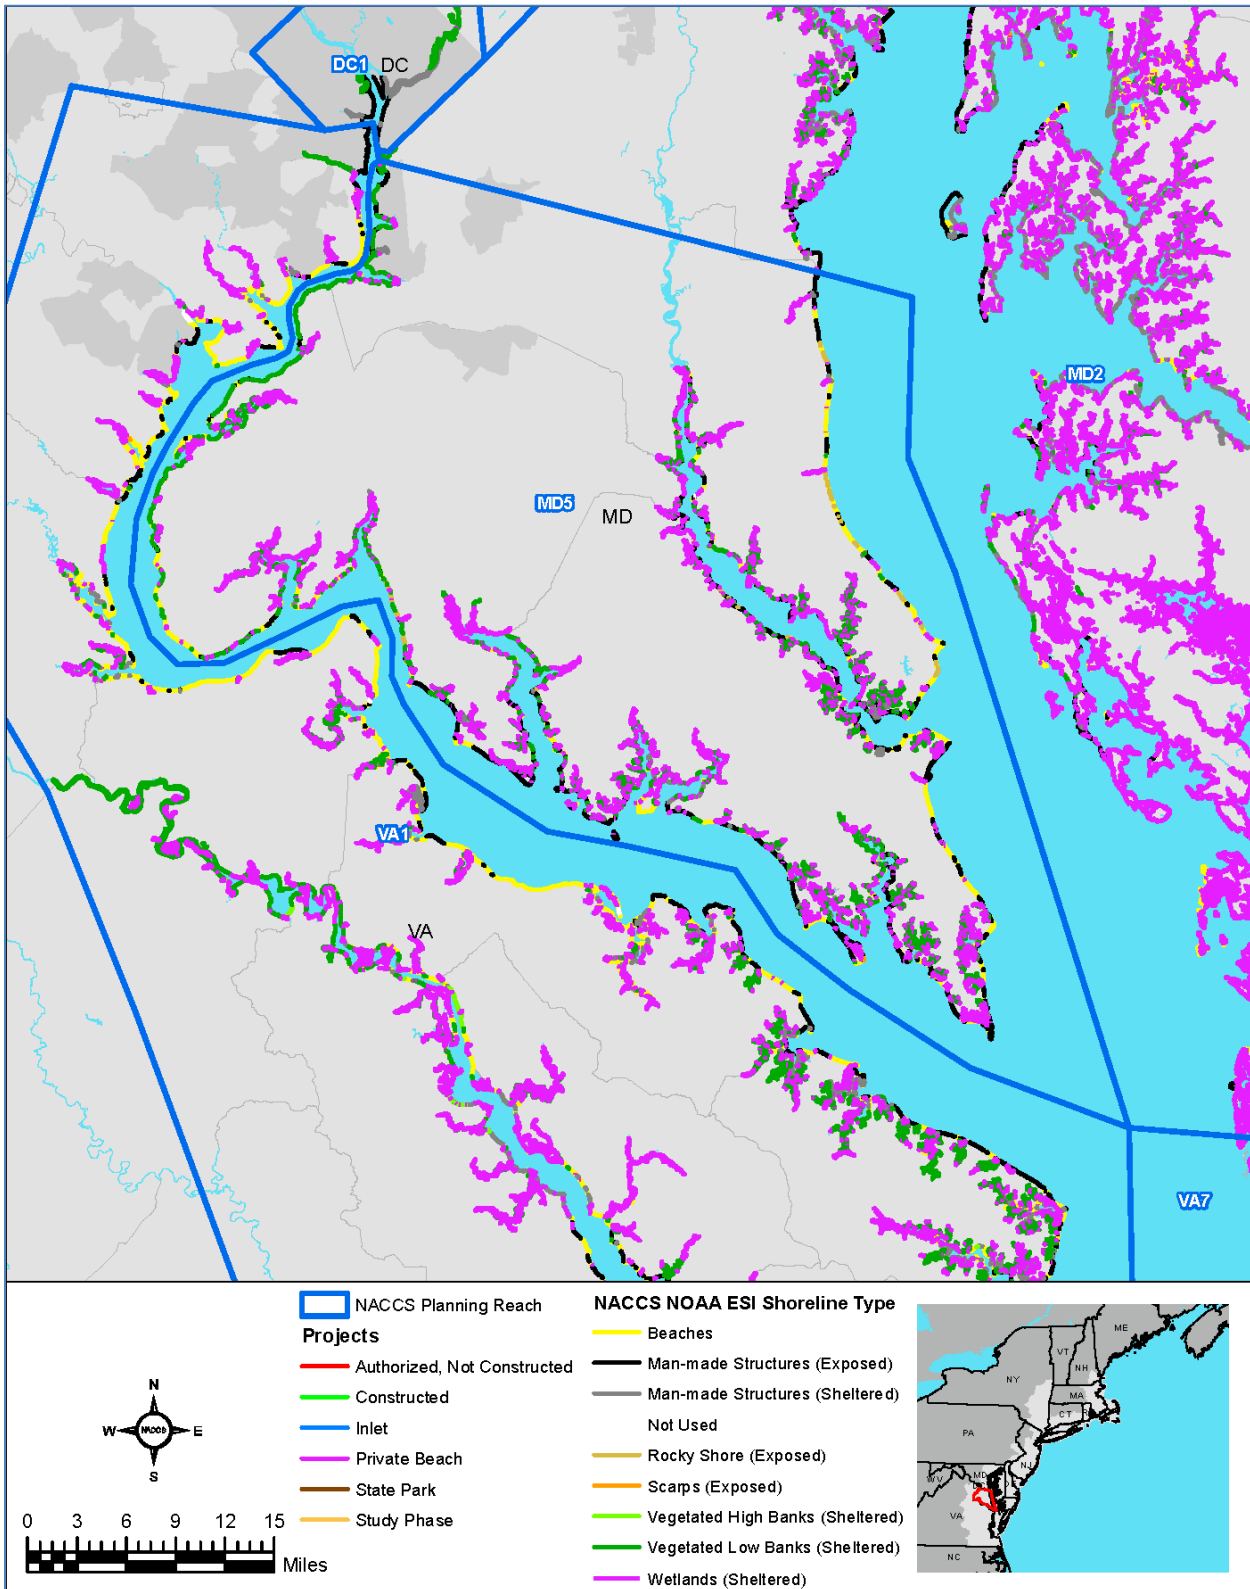 DC1 DC
MD2
MD5 MD
VA1
VA
VA7
NACCS Planning Reach
Projects
Authorized, Not Constructed
Constructed
Inlet
Private Beach
State Park
Study Phase
NACCS NOAA ESI Shoreline Type
Beaches
Man-made Structures (Exposed)
Man-made Structures (Sheltered)
Not Used
Rocky Shore (Exposed)
Scarps (Exposed)
Vegetated High Banks (Sheltered)
Vegetated Low Banks (Sheltered)
Wetlands (Sheltered)
N
W NACCS E
S
0 3 6 9 12 15
Miles
ME
VT
NH
NY
MA
CT
PA
NJ
MD
WV
VA
NC